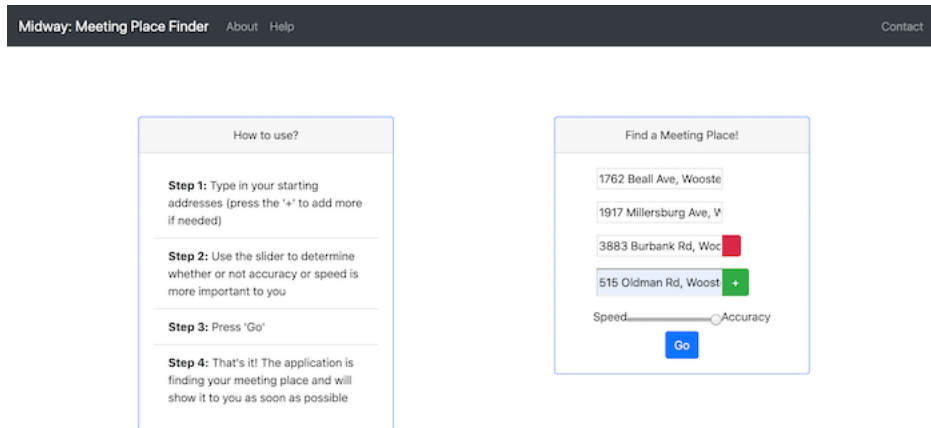 Midway: Meeting Place Finder About Help Contact
How to use?
Step 1: Type in your starting
addresses (press the '+' to add more
if needed)
Step 2: Use the slider to determine
whether or not accuracy or speed is
more important to you
Step 3: Press 'Go'
Step 4: That's it! The application is
finding your meeting place and will
show it to you as soon as possible
Find a Meeting Place!
1762 Beall Ave, Wooste
1917 Millersburg Ave, W
3883 Burbank Rd, Woo
515 Oldman Rd, Woost +
Speed Accuracy
Go